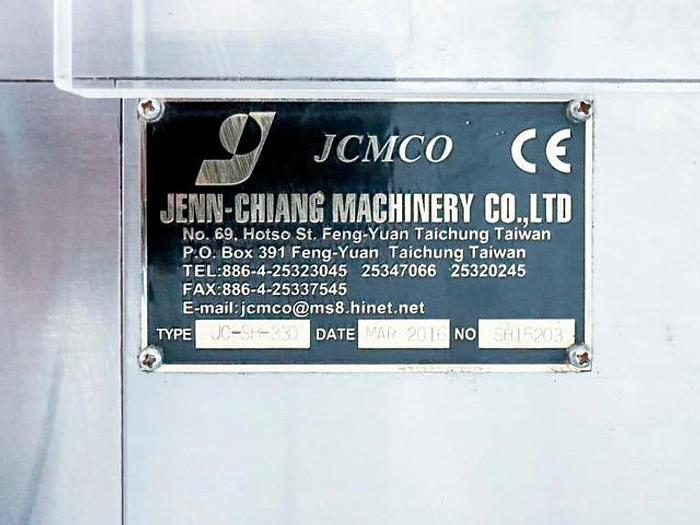 JCMCO CE
JENN-CHIANG MACHINERY CO.,LTD
No. 69, Hotso St. Feng-Yuan Taichung Taiwan
P.O. Box 391 Feng-Yuan Taichung Taiwan
TEL:886-4-25323045 25347066 25320245
FAX:886-4-25337545
E-mail:jcmco@ms8.hinet.net
TYPE JC-SH-330 DATE MAR 2016 NO SH15203